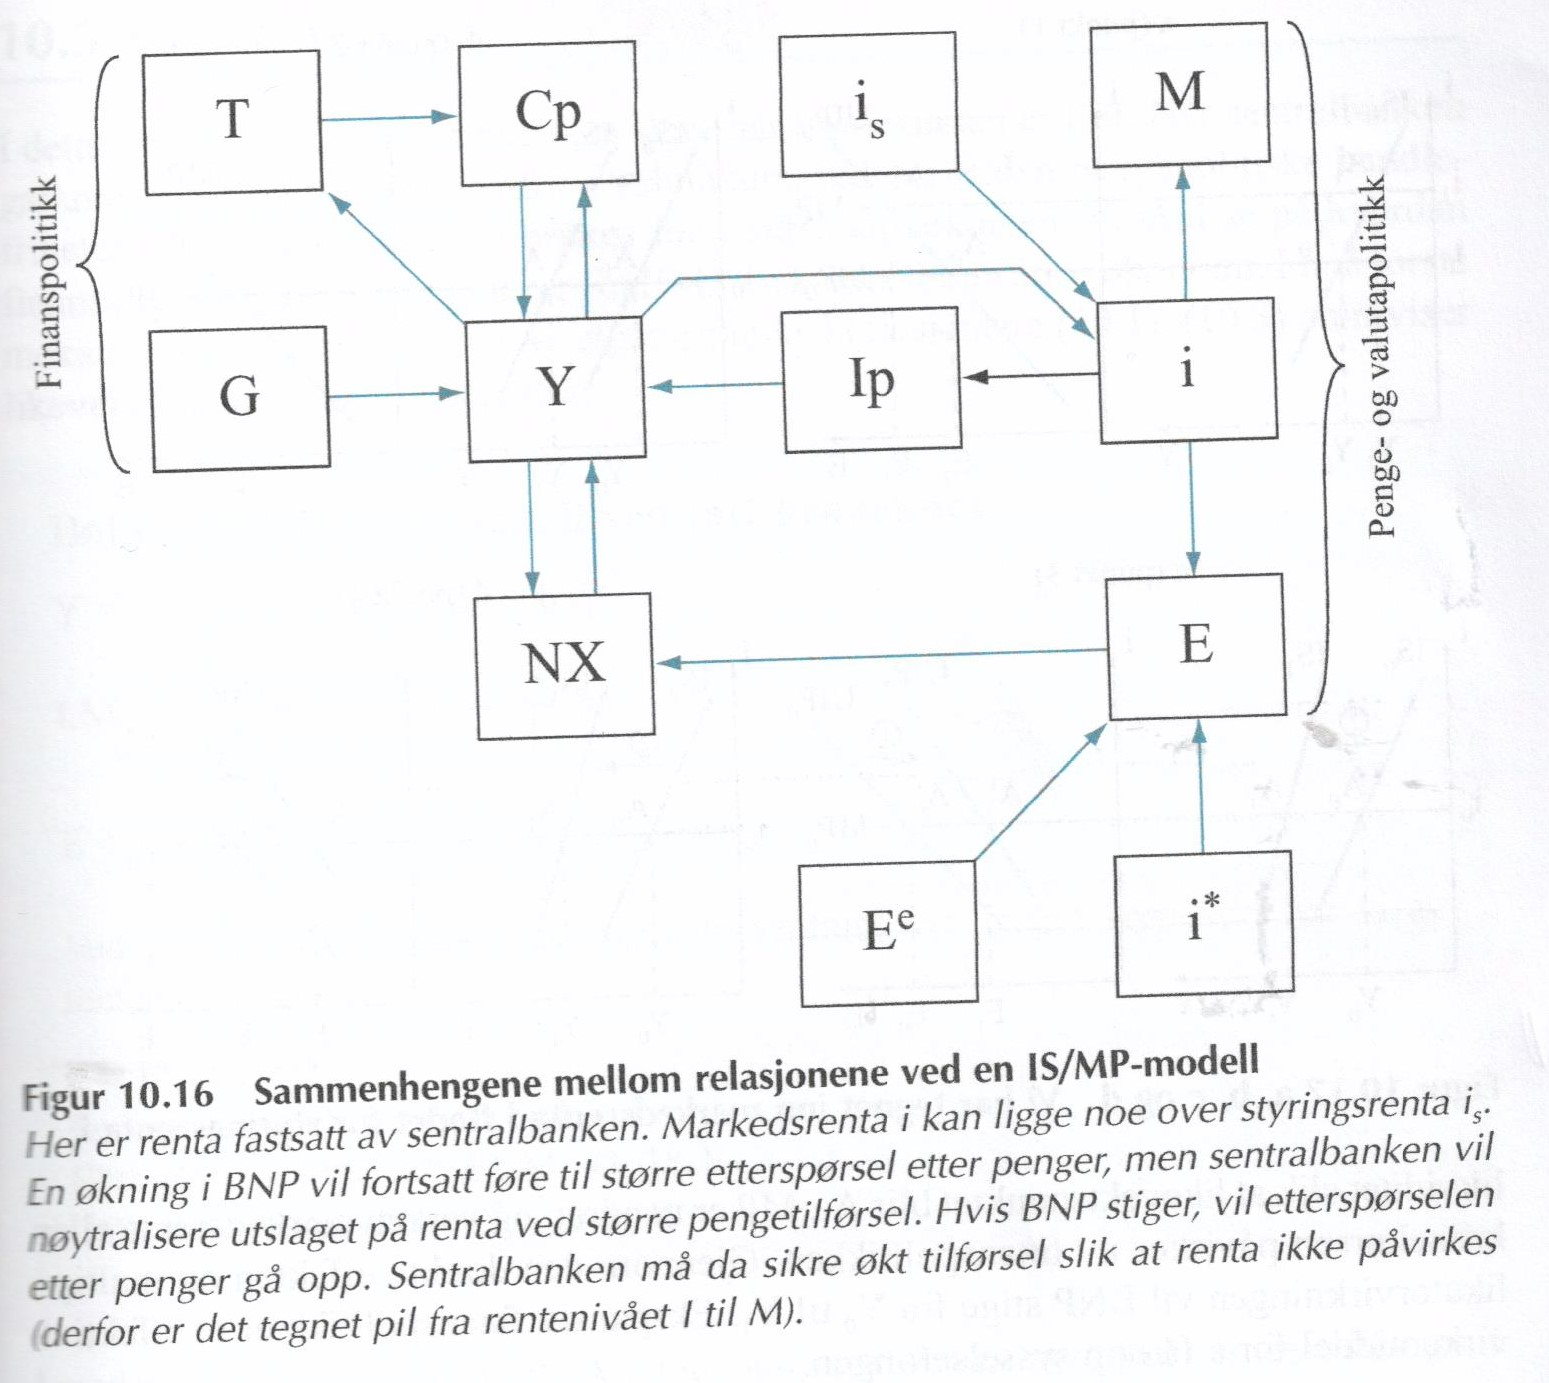 T
Cp
i_s
M
Finanspolitikk
Penge- og valutapolitikk
G
Y
Ip
i
NX
E
E^e
i*
Figur 10.16 Sammenhengene mellom relasjonene ved en IS/MP-modell
Her er renta fastsatt av sentralbanken. Markedsrenta i kan ligge noe over styringsrenta i_s.
En økning i BNP vil fortsatt føre til større etterspørsel etter penger, men sentralbanken vil
nøytralisere utslaget på renta ved større pengetilførsel. Hvis BNP stiger, vil etterspørselen
etter penger gå opp. Sentralbanken må da sikre økt tilførsel slik at renta ikke påvirkes
(derfor er det tegnet pil fra rentenivået I til M).